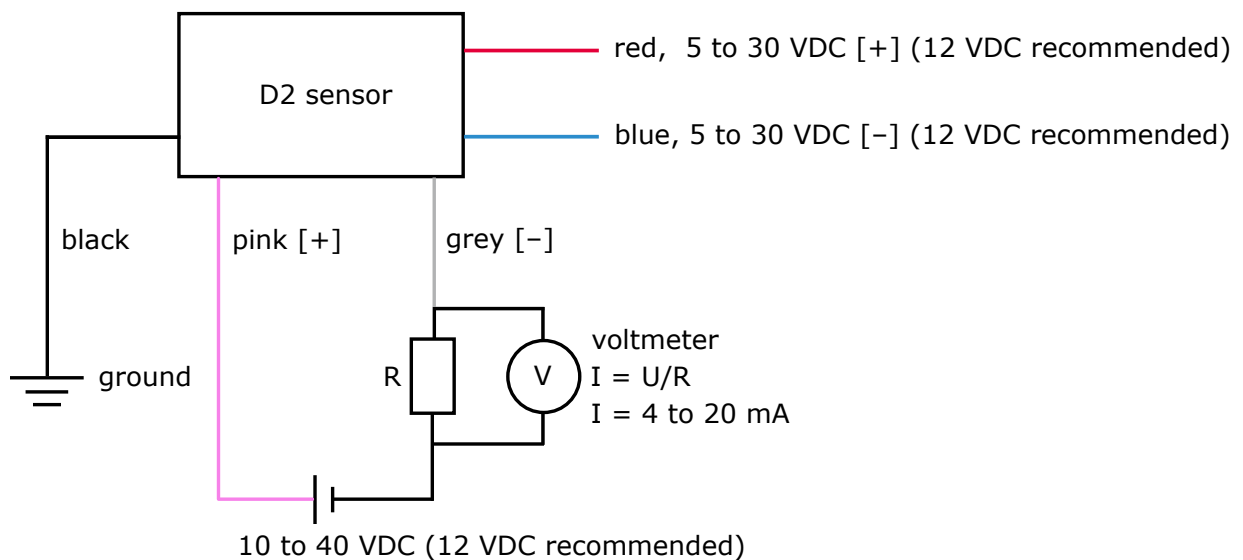 red,  5 to 30 VDC [+] (12 VDC recommended)
D2 sensor
blue, 5 to 30 VDC [–] (12 VDC recommended)
black
pink [+]
grey [–]
voltmeter
R
V
I = U/R
ground
I = 4 to 20 mA
10 to 40 VDC (12 VDC recommended)